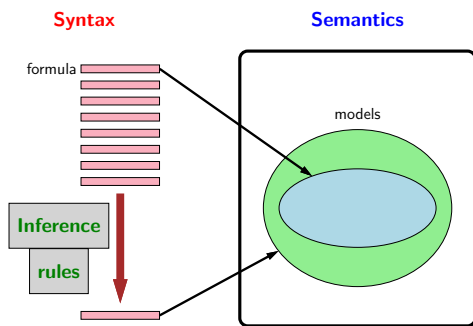 Syntax
Semantics
formula
models
Inference
rules